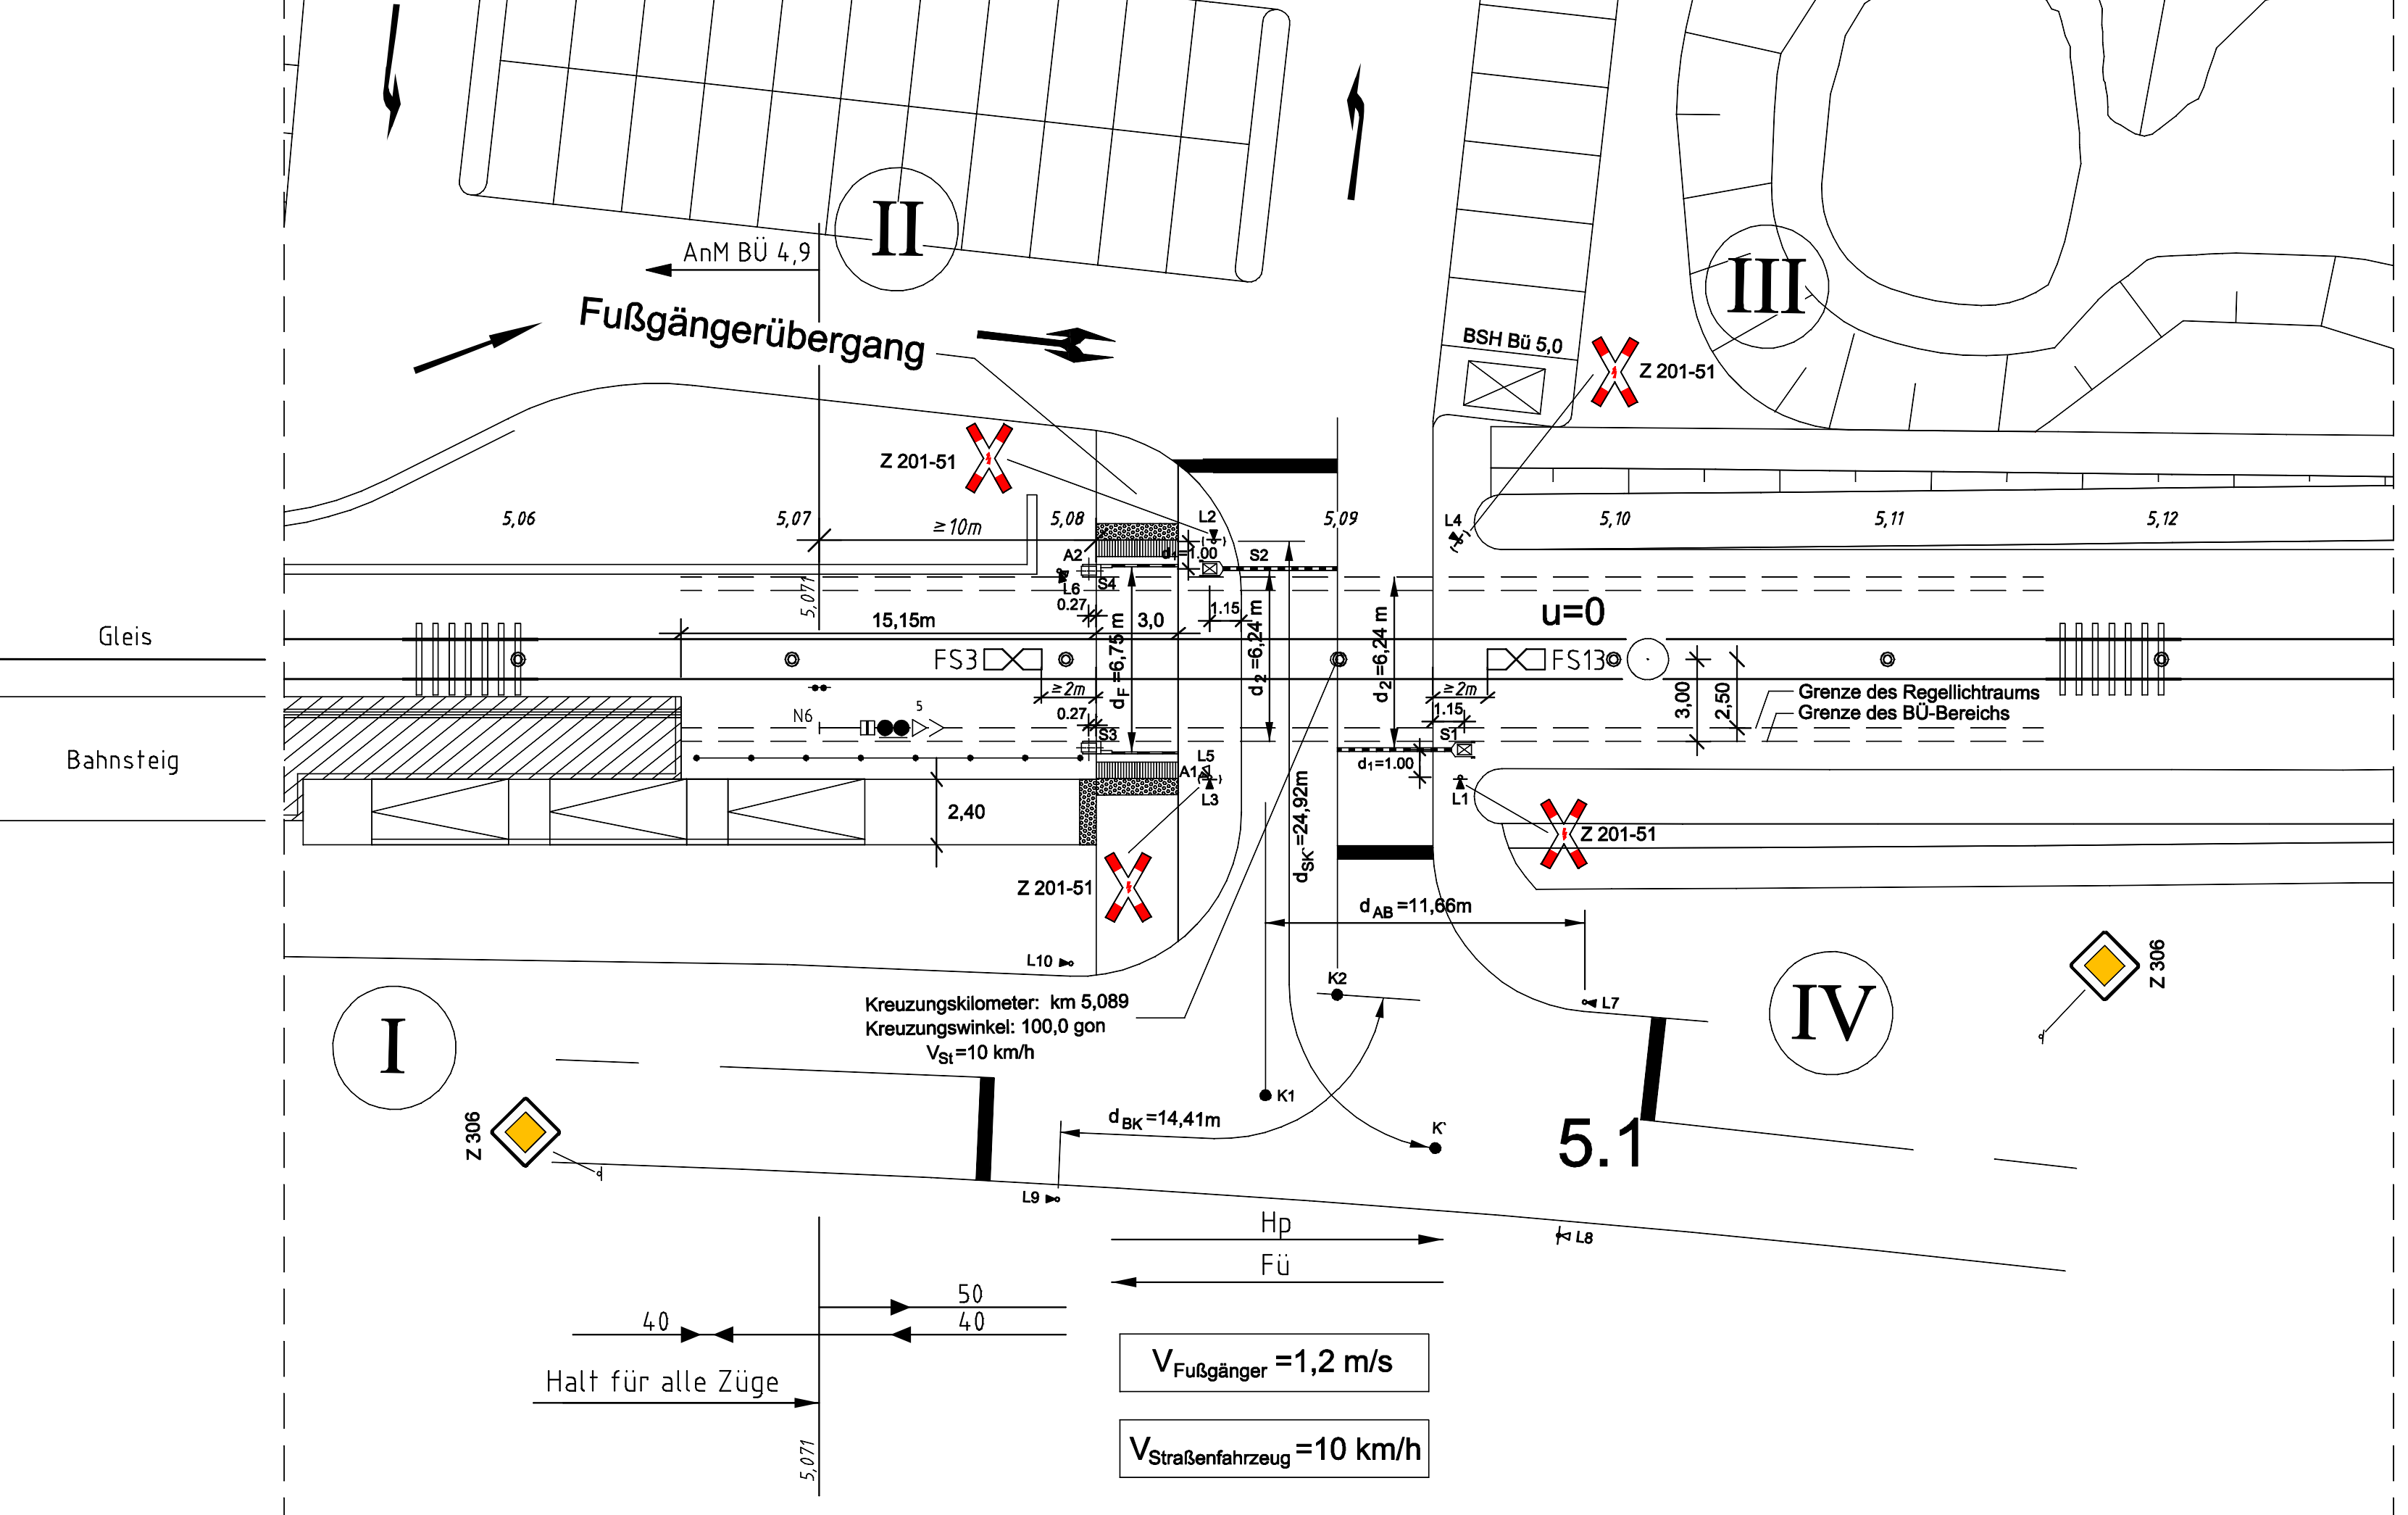 II
AnM BÜ 4,9
III
Fußgängerübergang
BSH Bü 5,0
Z 201-51
Z 201-51
5,06
5,07
≥10m
5,08
L2
5,09
L4
5,10
5,11
5,12
A2
d1=1.00
S2
S4
L6
5,071
0.27
1.15
u=0
Gleis
15,15m
3,0
dF=6,75 m
d2=6,24 m
d2=6,24 m
FS3
FS13
≥2m
≥2m
3,00
2,50
Grenze des Regellichtraums
Grenze des BÜ-Bereichs
N6
5
0.27
S3
1.15
S1
Bahnsteig
L5
A1
L3
d1=1.00
L1
2,40
dSK`=24,92m
Z 201-51
Z 201-51
dAB=11,66m
L10
K2
L7
IV
Z 306
Kreuzungskilometer: km 5,089
Kreuzungswinkel: 100,0 gon
VSt=10 km/h
I
K1
Z 306
dBK=14,41m
K`
5.1
L9
Hp
L8
Fü
50
40
40
VFußgänger=1,2 m/s
Halt für alle Züge
5,071
VStraßenfahrzeug=10 km/h